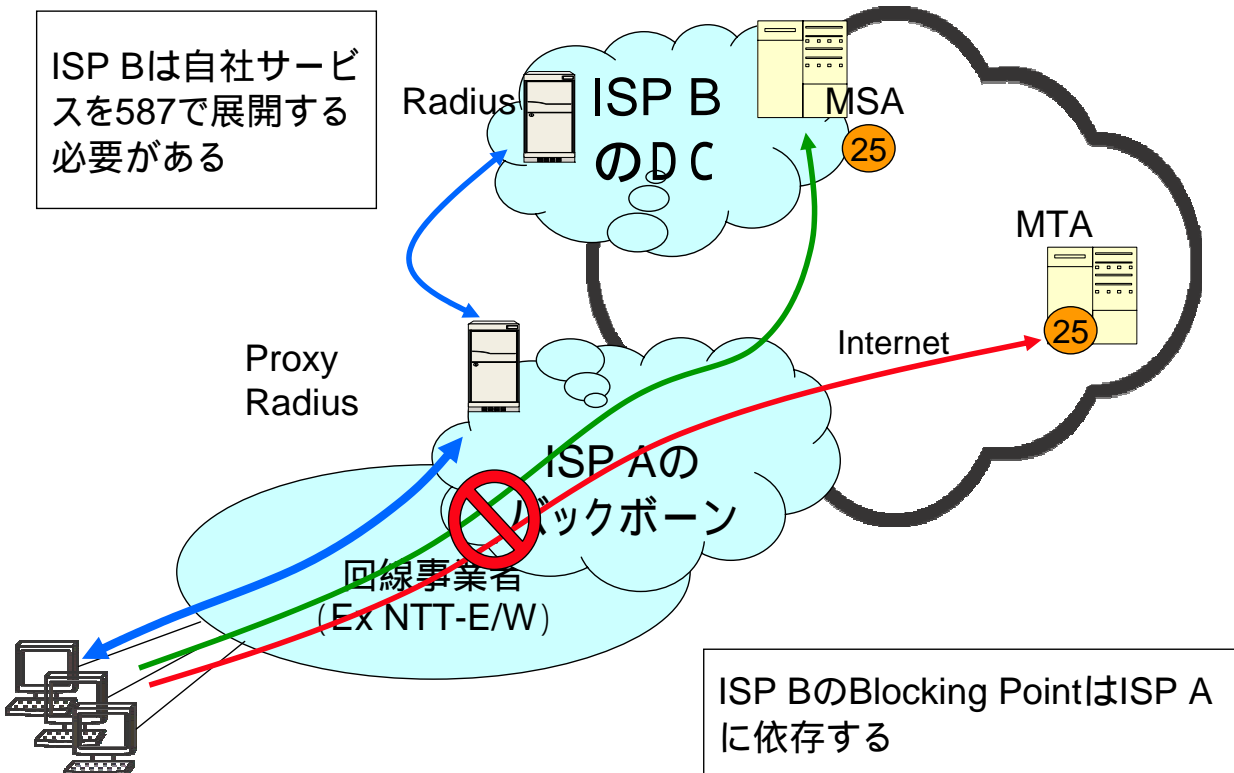 ISP Bは自社サービ
スを587で展開する
必要がある
Radius
ISP B
のDC
MSA
25
MTA
25
Internet
Proxy
Radius
ISP Aの
バックボーン
回線事業者
(Ex NTT-E/W)
ISP BのBlocking PointはISP A
に依存する